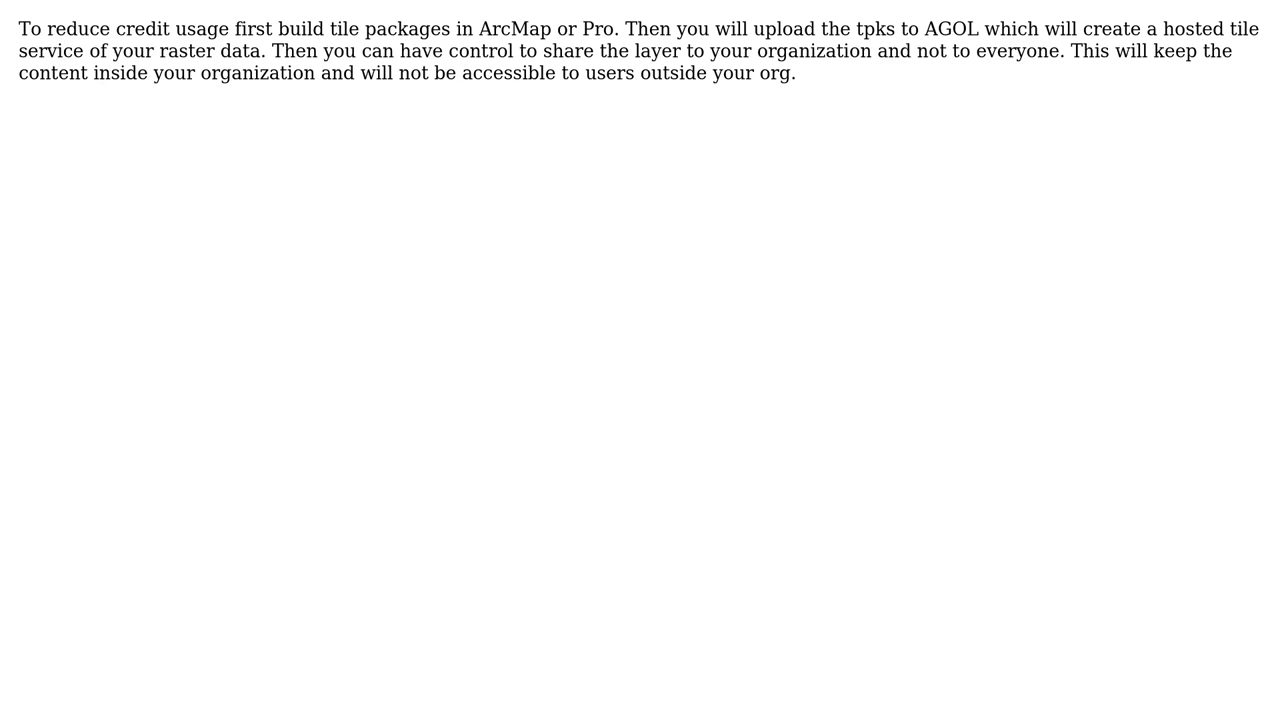 To reduce credit usage first build tile packages in ArcMap or Pro. Then you will upload the tpks to AGOL which will create a hosted tile
service of your raster data. Then you can have control to share the layer to your organization and not to everyone. This will keep the
content inside your organization and will not be accessible to users outside your org.